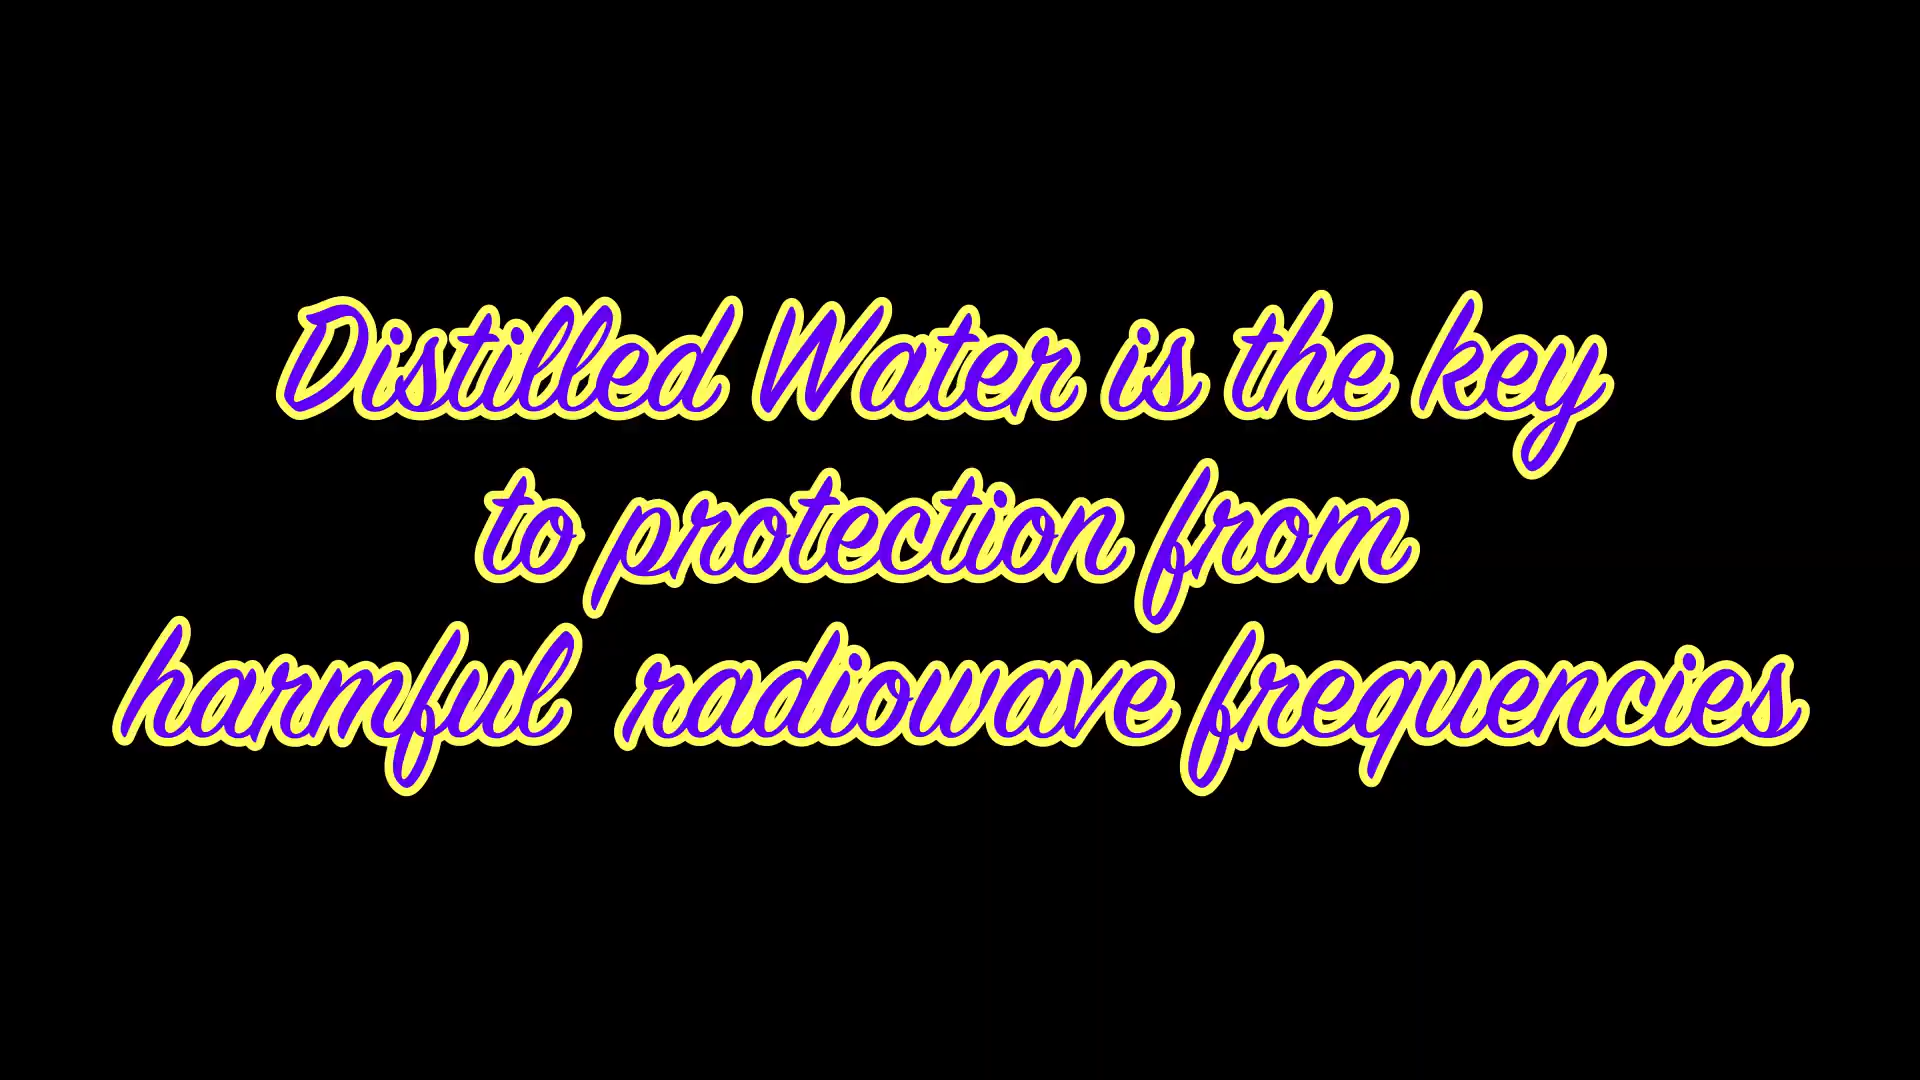 Distilled Water is the key
to protection from
harmful  radiowave frequencies